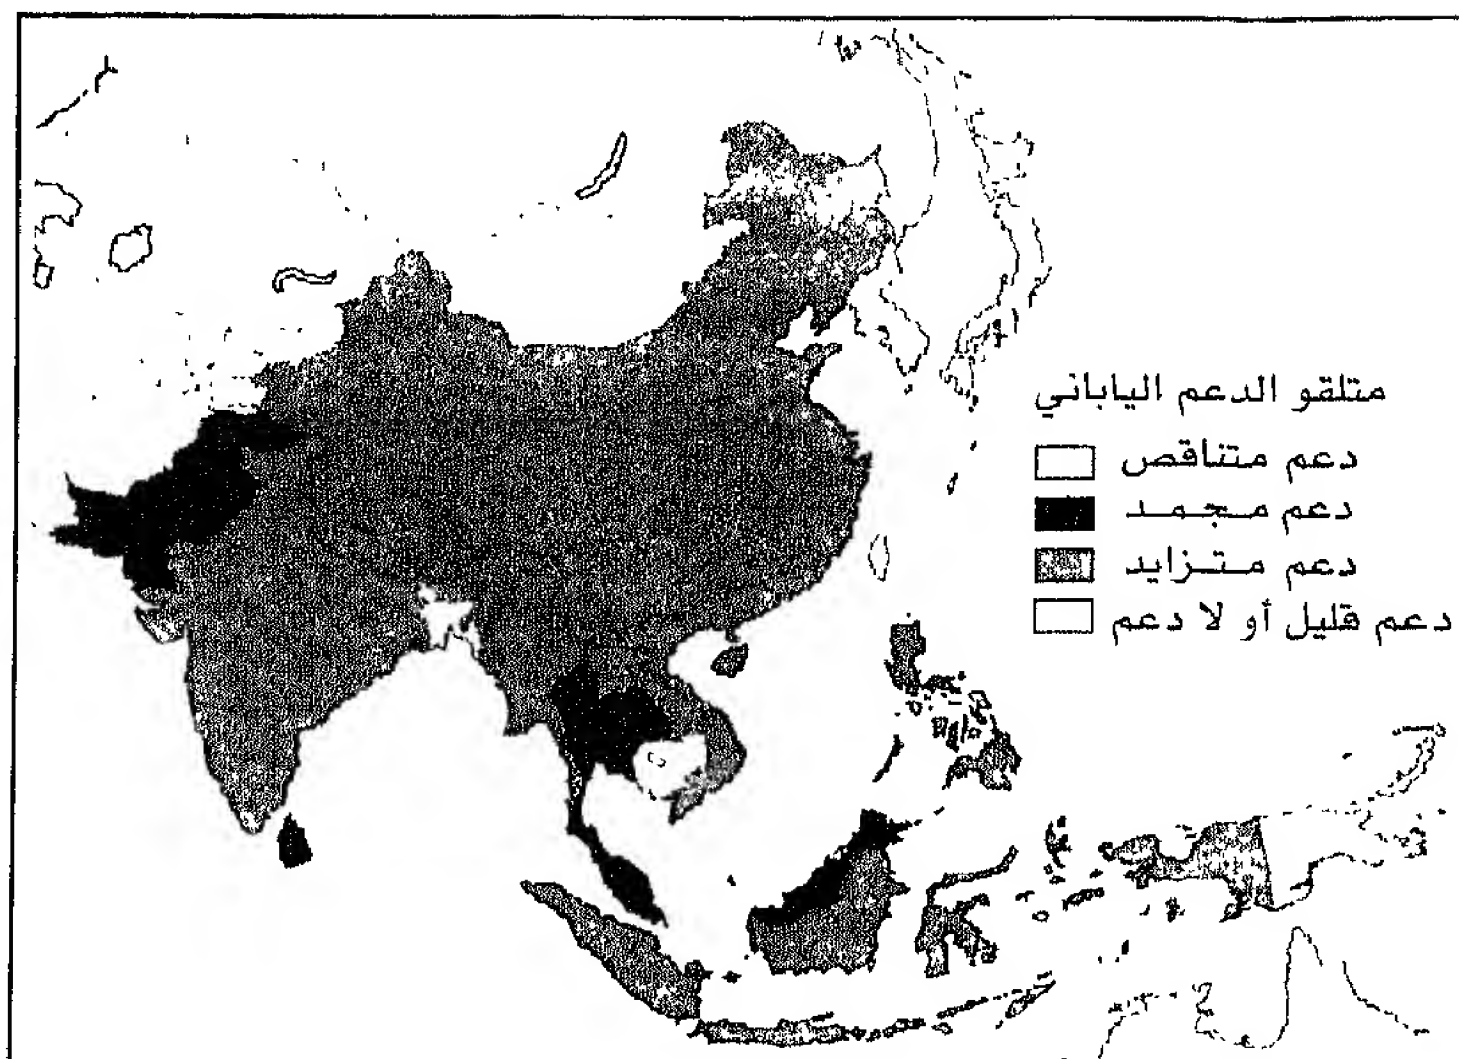 متلقو الدعم الياباني
دعم متناقص
دعم مجمد
دعم متزايد
دعم قليل أو لا دعم